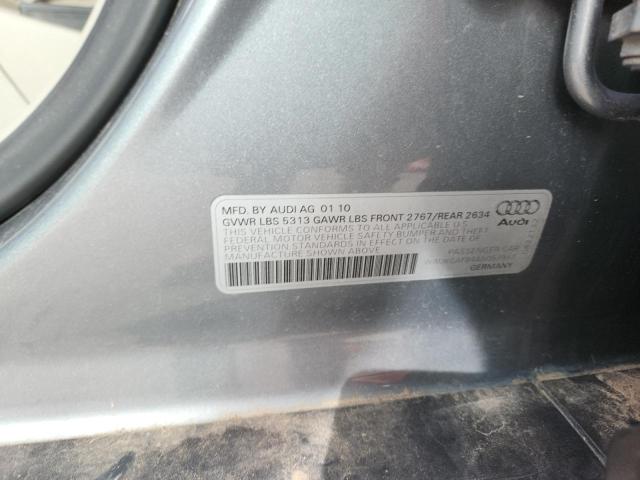 MFD. BY AUDI AG 01 10
GVWR LBS 5313 GAWR LBS FRONT 2767/REAR 2634
THIS VEHICLE CONFORMS TO ALL APPLICABLE U.S.
FEDERAL MOTOR VEHICLE SAFETY BUMPER AND THEFT
PREVENTION STANDARDS IN EFFECT ON THE DATE OF
MANUFACTURE SHOWN ABOVE
PASSENGER CAR
GERMANY
Audi